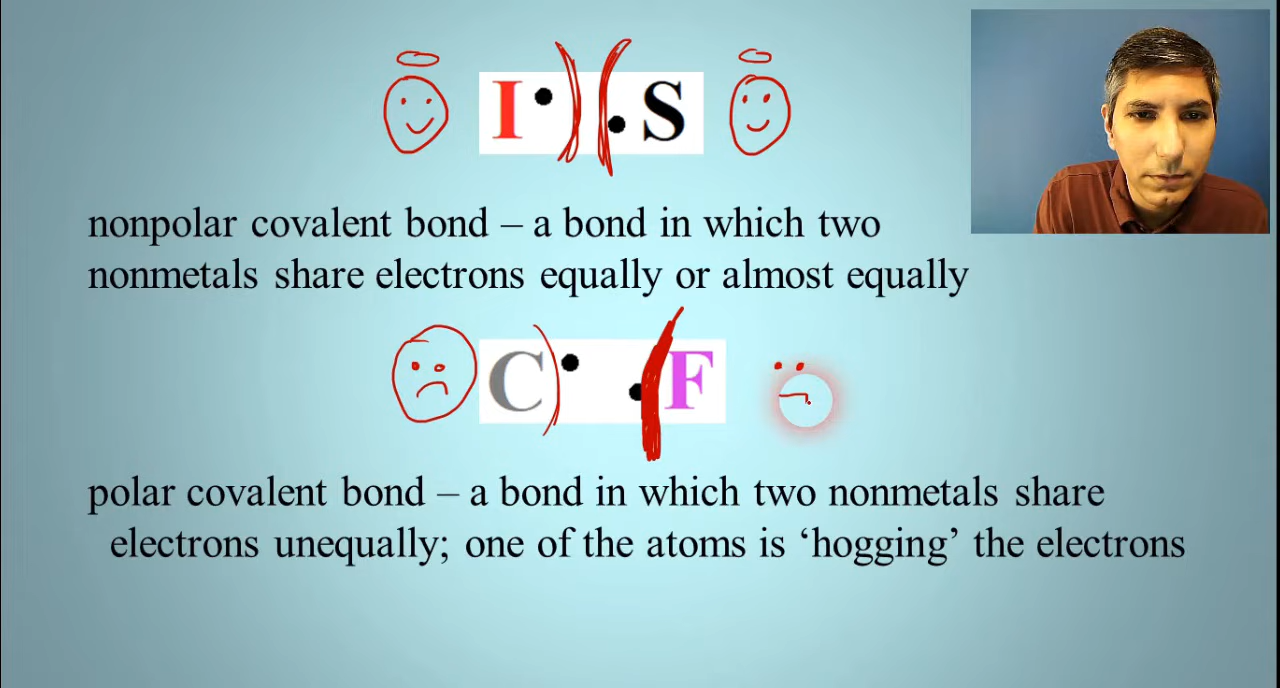 I S
nonpolar covalent bond – a bond in which two
nonmetals share electrons equally or almost equally
C F
polar covalent bond – a bond in which two nonmetals share
electrons unequally; one of the atoms is ‘hogging’ the electrons